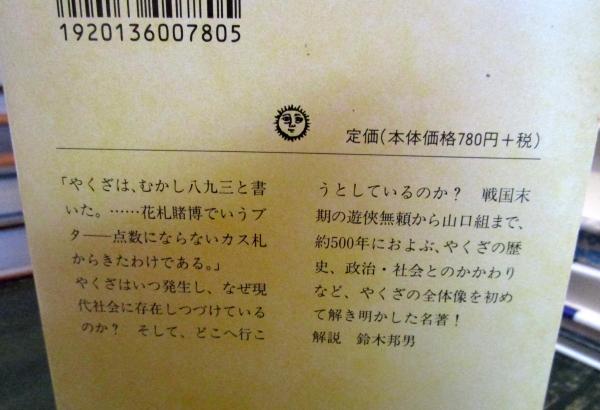 1920136007805
定価(本体価格780円+税)
「やくざは、むかし八九三と書
いた。……花札賭博でいうブ
ター―点数にならないカス札
からきたわけである。」
やくざはいつ発生し、なぜ現
代社会に存在しつづけている
のか? そして、どこへ行こ
うとしているのか? 戦国末
期の遊俠無頼から山口組まで、
約500年におよぶ、やくざの歴
史、政治・社会とのかかわり
など、やくざの全体像を初め
て解き明かした名著!
解説 鈴木邦男